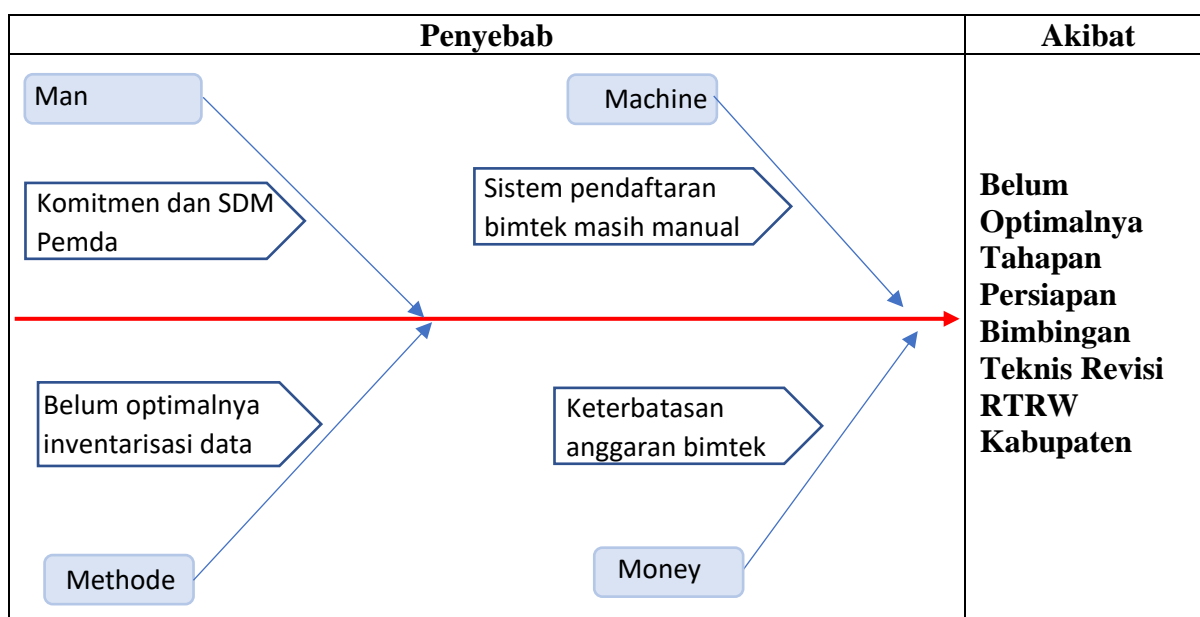 Penyebab
Akibat
Man
Machine
Komitmen dan SDM
Pemda
Sistem pendaftaran
bimtek masih manual
Belum optimalnya
inventarisasi data
Keterbatasan
anggaran bimtek
Methode
Money
Belum
Optimalnya
Tahapan
Persiapan
Bimbingan
Teknis Revisi
RTRW
Kabupaten